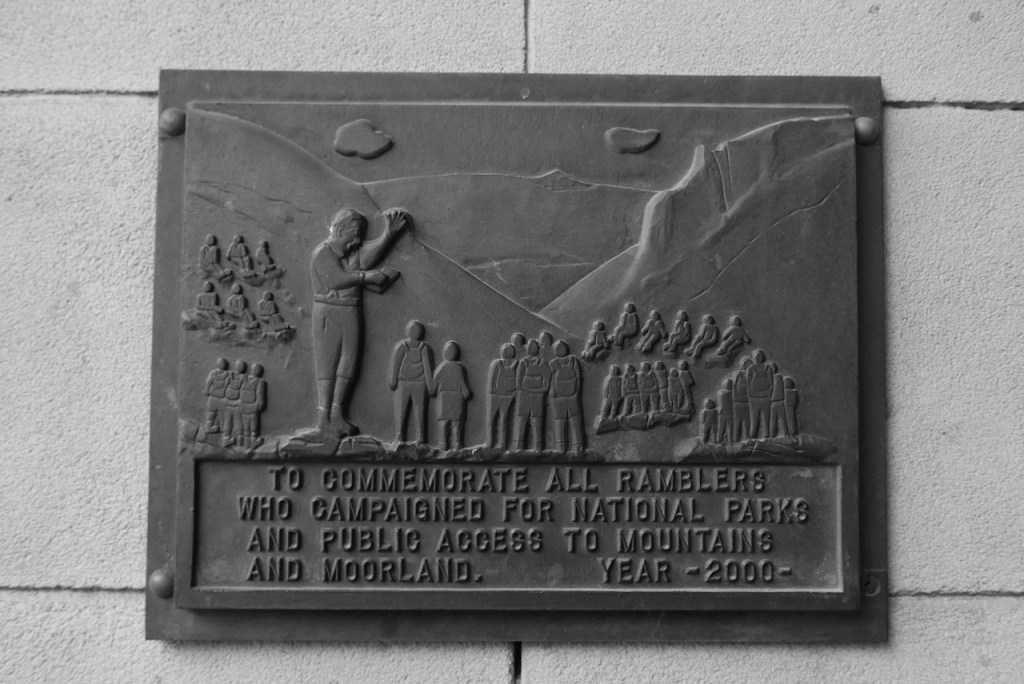 TO COMMEMORATE ALL RAMBLERS
WHO CAMPAIGNED FOR NATIONAL PARKS
AND PUBLIC ACCESS TO MOUNTAINS
AND MOORLAND. YEAR -2000-